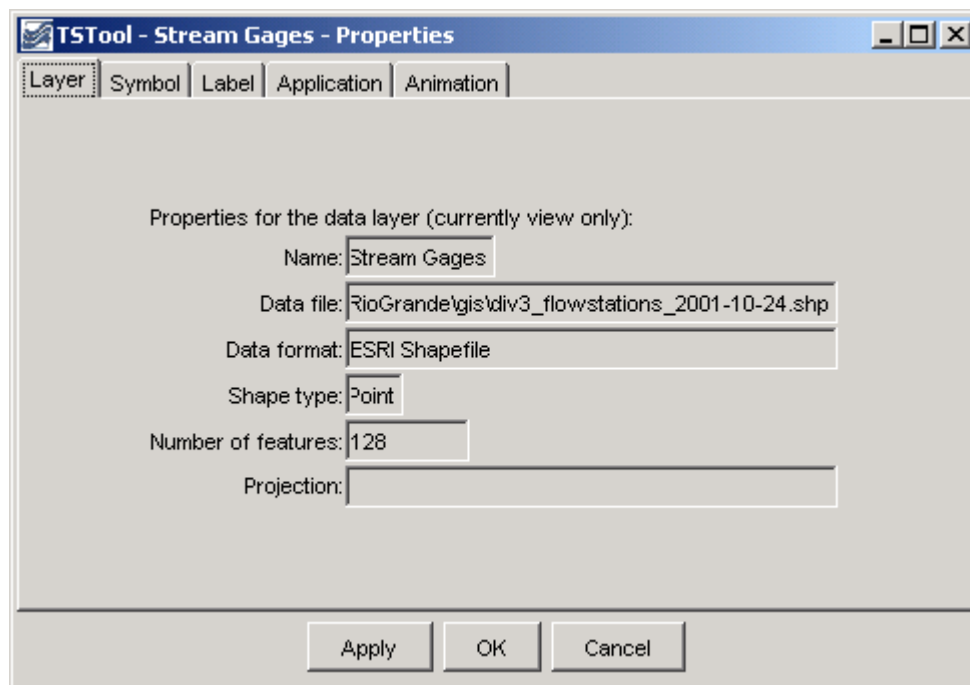 TSTool - Stream Gages - Properties
Layer Symbol Label Application Animation
Properties for the data layer (currently view only):
Name: Stream Gages
Data file: RioGrande\gis\div3_flowstations_2001-10-24.shp
Data format: ESRI Shapefile
Shape type: Point
Number of features: 128
Projection:
Apply OK Cancel